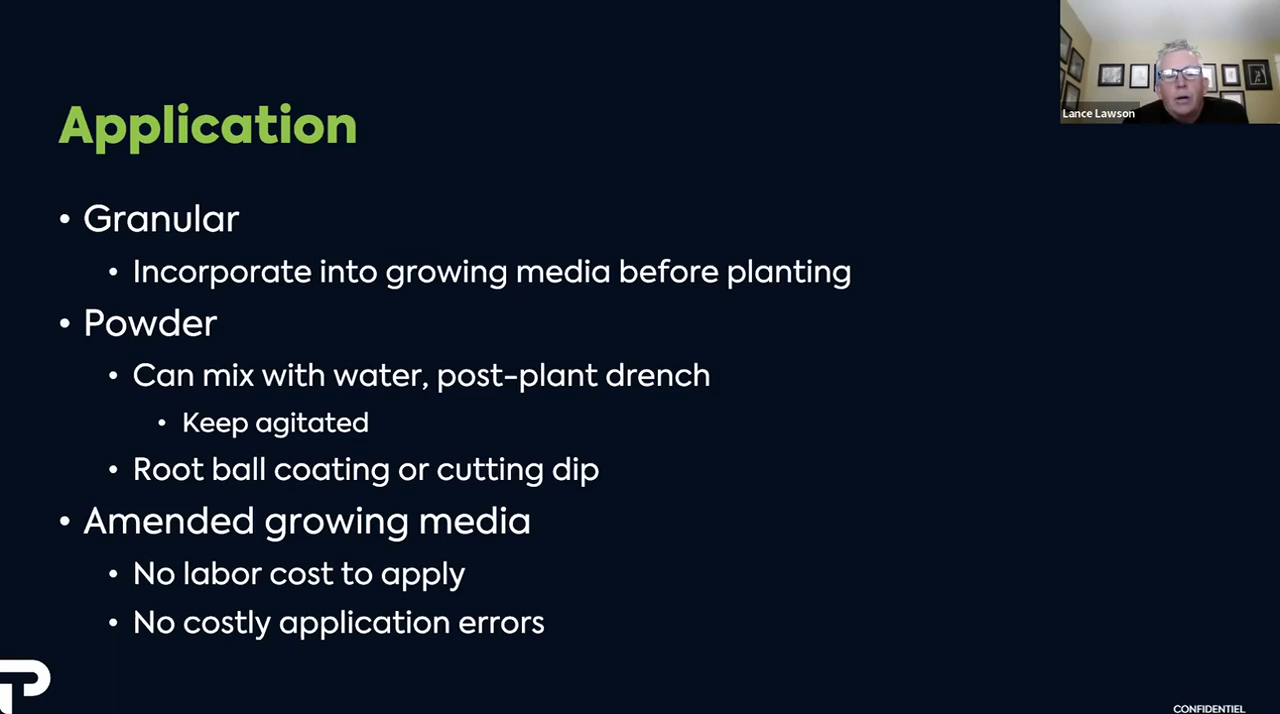 Lance Lawson
Application
• Granular
• Incorporate into growing media before planting
• Powder
• Can mix with water, post-plant drench
• Keep agitated
• Root ball coating or cutting dip
• Amended growing media
• No labor cost to apply
• No costly application errors
CONFIDENTIEL